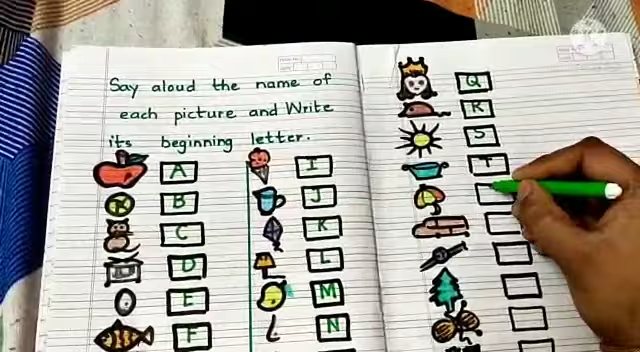 Say aloud the name of
each picture and Write
its beginning letter.
A
B
C
D
E
F
I
J
K
L
M
N
Q
R
S
T